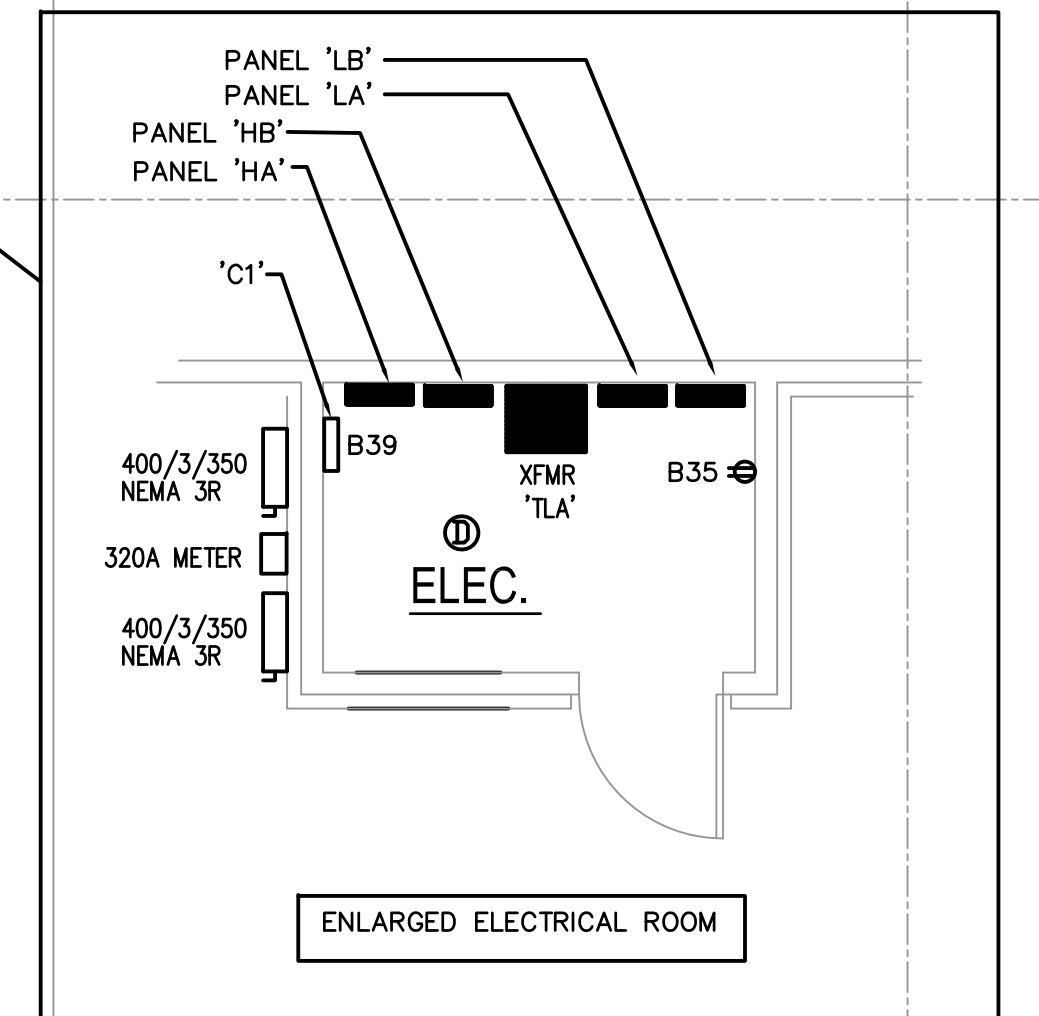 PANEL 'LB'
PANEL 'LA'
PANEL 'HB'
PANEL 'HA'
'C1'
B39
400/3/350
NEMA 3R
XFMR
'TLA'
B35
D
320A METER
ELEC.
400/3/350
NEMA 3R
ENLARGED ELECTRICAL ROOM